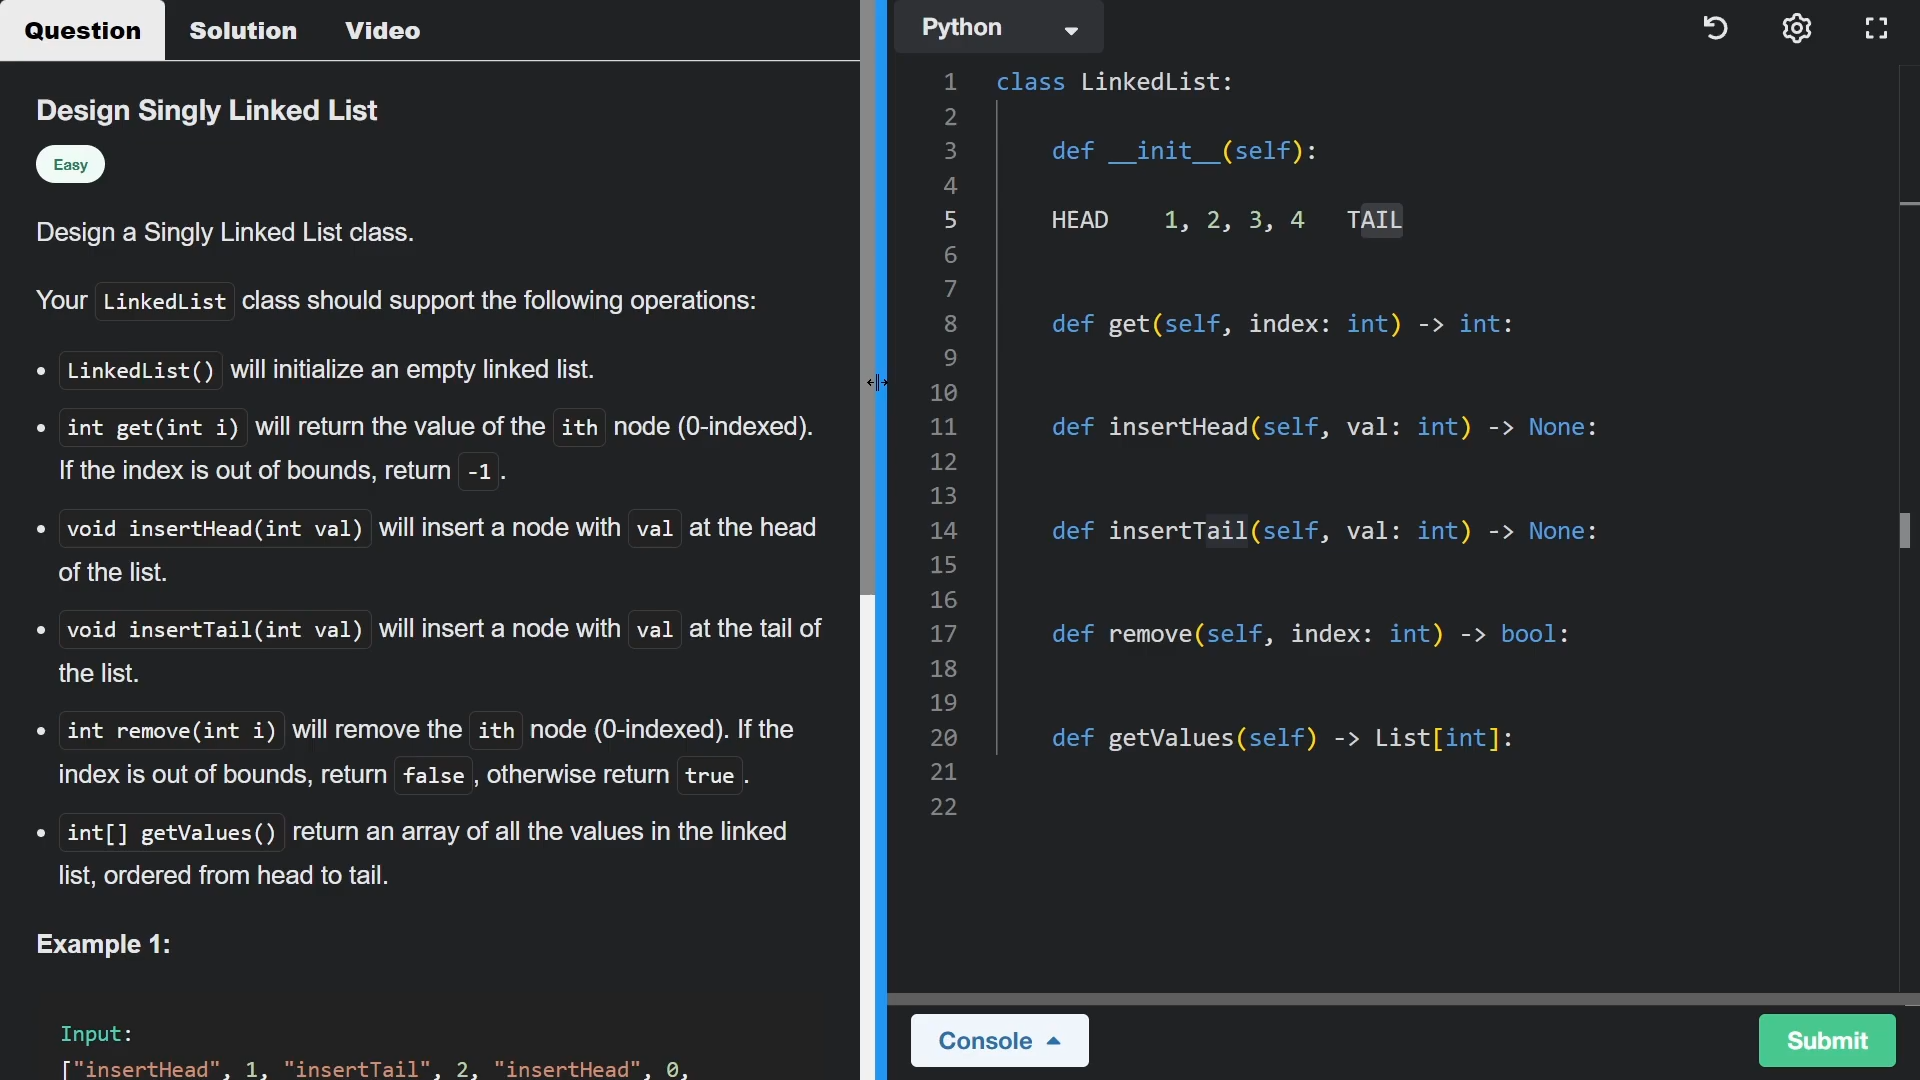 Question Solution Video
Design Singly Linked List
Easy
Design a Singly Linked List class.
Your LinkedList class should support the following operations:
• LinkedList() will initialize an empty linked list.
• int get(int i) will return the value of the ith node (0-indexed).
If the index is out of bounds, return -1.
• void insertHead(int val) will insert a node with val at the head
of the list.
• void insertTail(int val) will insert a node with val at the tail of
the list.
• int remove(int i) will remove the ith node (0-indexed). If the
index is out of bounds, return false, otherwise return true.
• int[] getValues() return an array of all the values in the linked
list, ordered from head to tail.
Example 1:
Input:
["insertHead", 1, "insertTail", 2, "insertHead", 0,
Python
1 class LinkedList:
2
3 def __init__(self):
4
5 HEAD 1, 2, 3, 4 TAIL
6
7
8 def get(self, index: int) -> int:
9
10
11 def insertHead(self, val: int) -> None:
12
13
14 def insertTail(self, val: int) -> None:
15
16
17 def remove(self, index: int) -> bool:
18
19
20 def getValues(self) -> List[int]:
21
22
Console
Submit